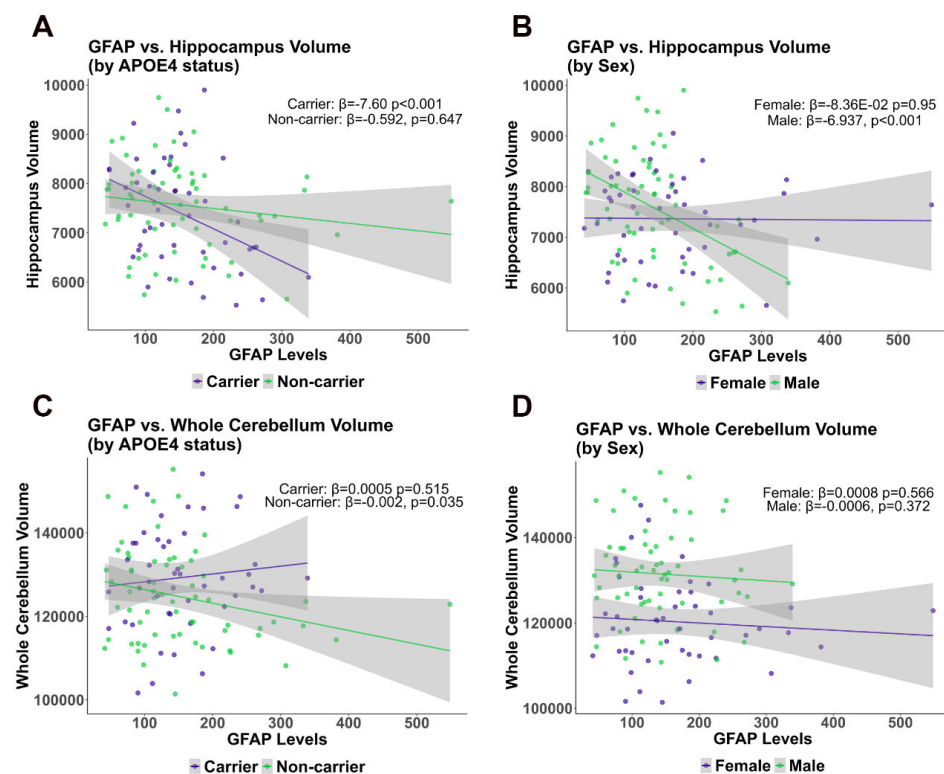 A
GFAP vs. Hippocampus Volume
(by APOE4 status)
Carrier: β=-7.60 p<0.001
Non-carrier: β=-0.592, p=0.647
Hippocampus Volume
10000
9000
8000
7000
6000
100 200 300 400 500
GFAP Levels
Carrier Non-carrier
B
GFAP vs. Hippocampus Volume
(by Sex)
Female: β=-8.36E-02 p=0.95
Male: β=-6.937, p<0.001
Hippocampus Volume
10000
9000
8000
7000
6000
100 200 300 400 500
GFAP Levels
Female Male
C
GFAP vs. Whole Cerebellum Volume
(by APOE4 status)
Carrier: β=0.0005 p=0.515
Non-carrier: β=-0.002, p=0.035
Whole Cerebellum Volume
140000
120000
100000
100 200 300 400 500
GFAP Levels
Carrier Non-carrier
D
GFAP vs. Whole Cerebellum Volume
(by Sex)
Female: β=0.0008 p=0.566
Male: β=-0.0006, p=0.372
Whole Cerebellum Volume
140000
120000
100000
100 200 300 400 500
GFAP Levels
Female Male